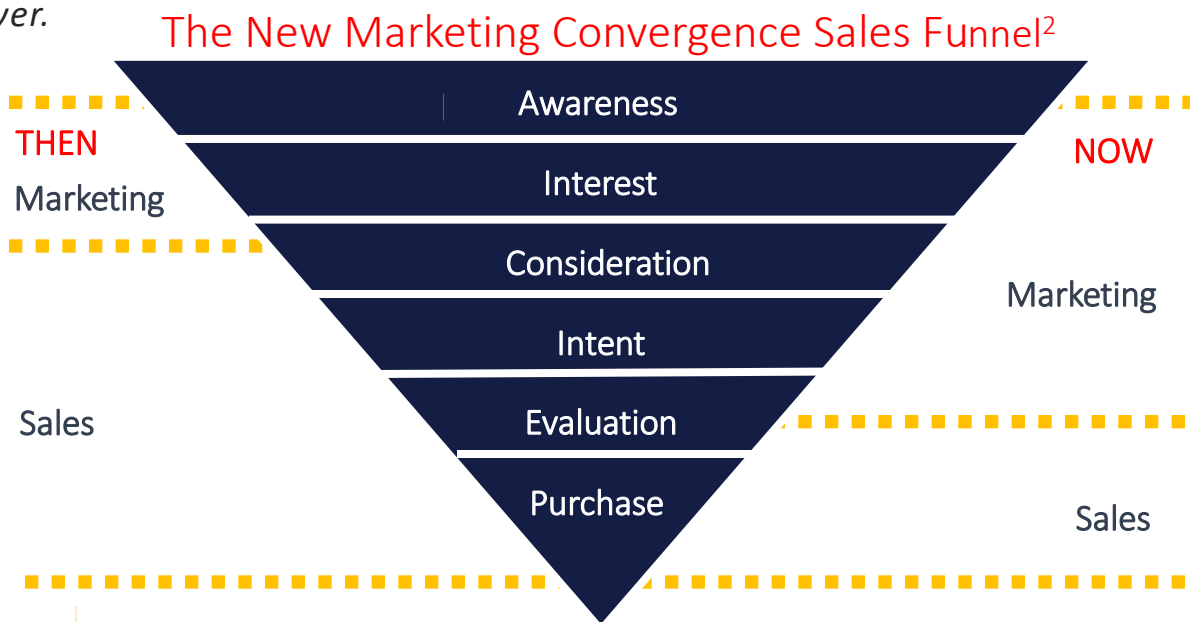 ver.
The New Marketing Convergence Sales Funnel2
Awareness
THEN
NOW
Marketing
Interest
Consideration
Marketing
Intent
Sales
Evaluation
Purchase
Sales